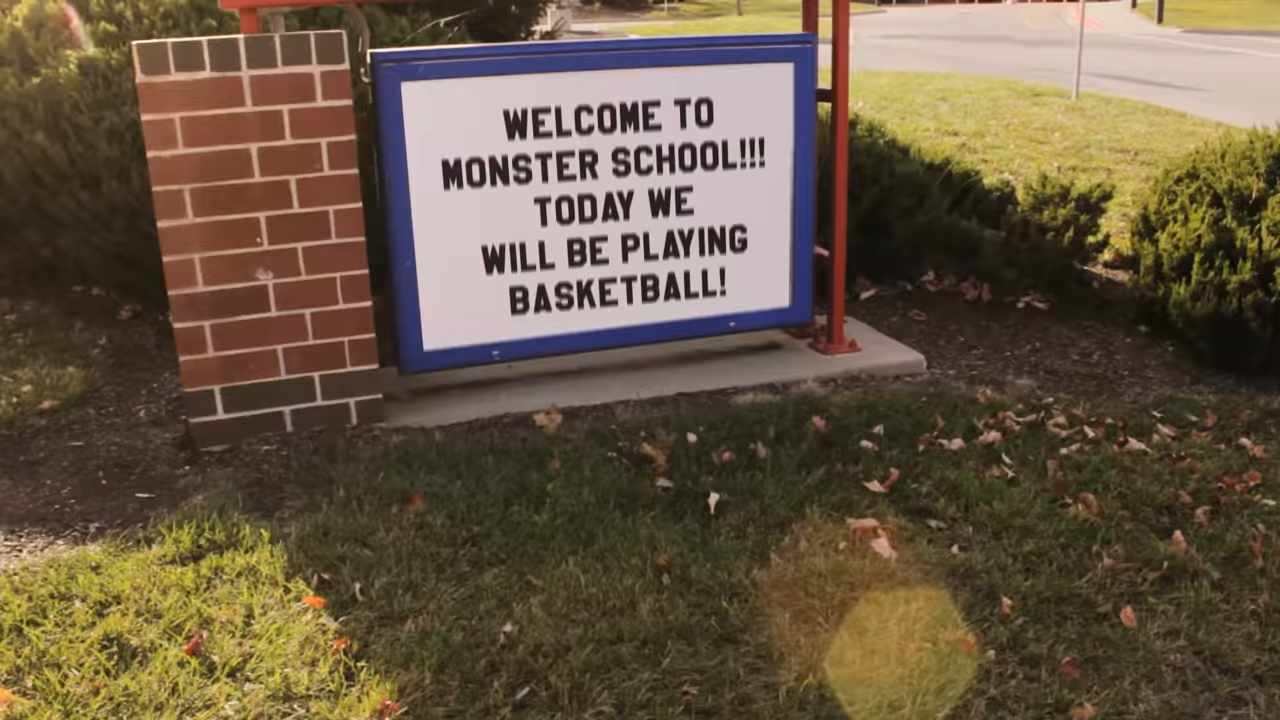 WELCOME TO
MONSTER SCHOOL!!!
TODAY WE
WILL BE PLAYING
BASKETBALL!